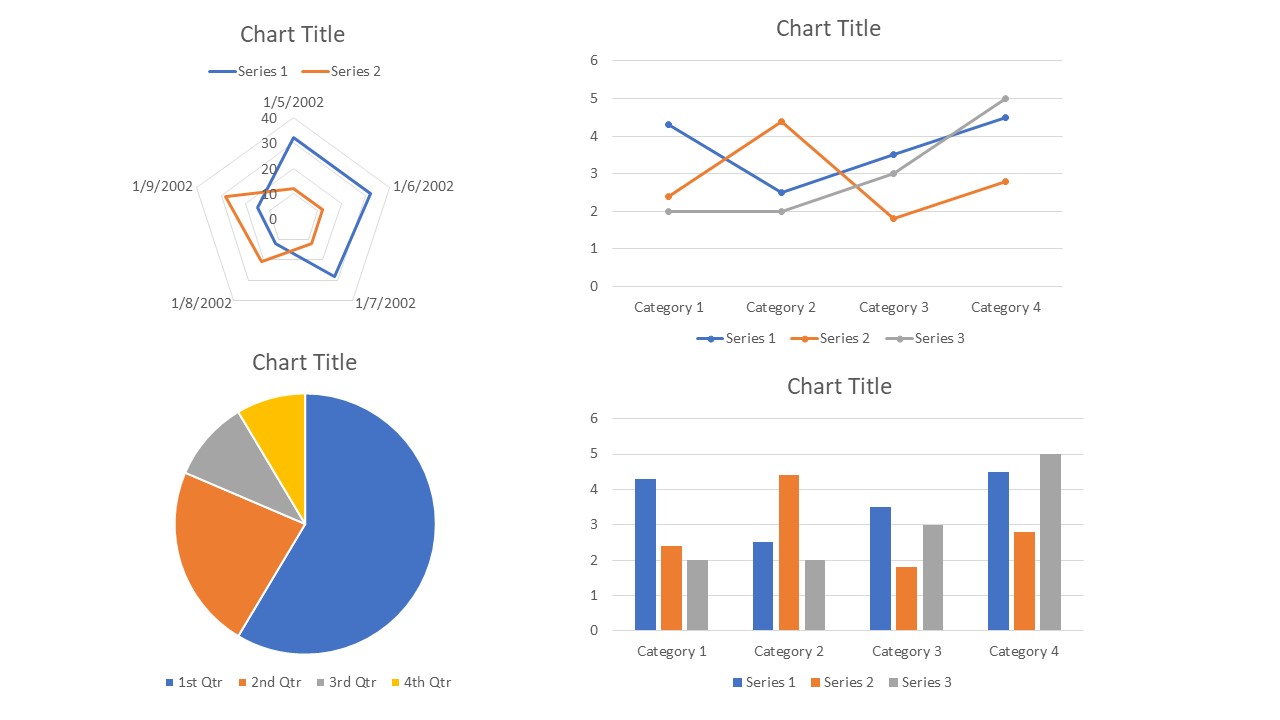 Chart Title
Series 1 Series 2
1/5/2002
40
30
20
10
0
1/9/2002
1/6/2002
1/8/2002
1/7/2002
Chart Title
6
5
4
3
2
1
0
Category 1 Category 2 Category 3 Category 4
Series 1 Series 2 Series 3
Chart Title
1st Qtr 2nd Qtr 3rd Qtr 4th Qtr
Chart Title
6
5
4
3
2
1
0
Category 1 Category 2 Category 3 Category 4
Series 1 Series 2 Series 3